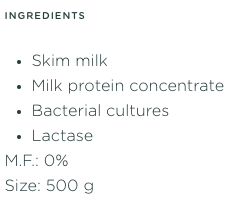 INGREDIENTS
• Skim milk
• Milk protein concentrate
• Bacterial cultures
• Lactase
M.F.: 0%
Size: 500 g